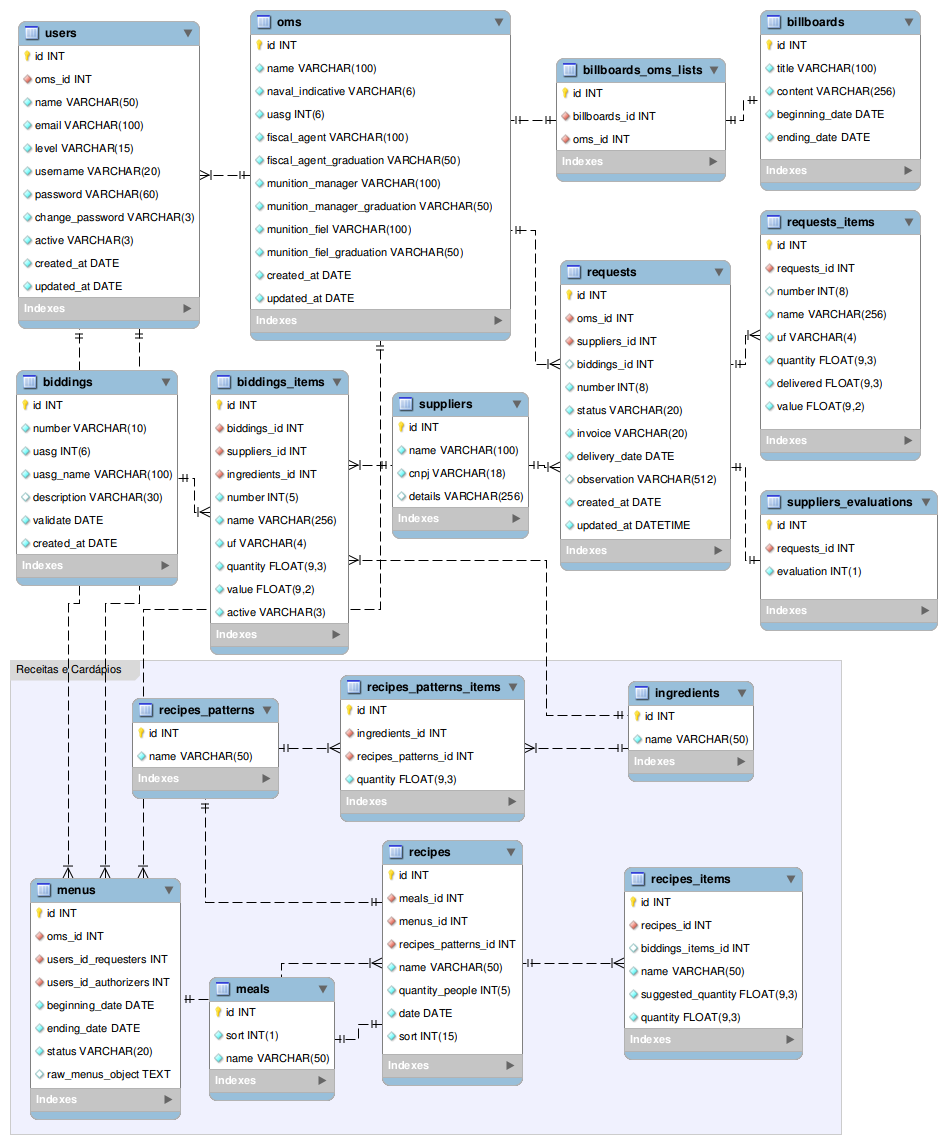 users
id INT
oms_id INT
name VARCHAR(50)
email VARCHAR(100)
level VARCHAR(15)
username VARCHAR(20)
password VARCHAR(60)
change_password VARCHAR(3)
active VARCHAR(3)
created_at DATE
updated_at DATE
Indexes
oms
id INT
name VARCHAR(100)
naval_indicative VARCHAR(6)
uasg INT(6)
fiscal_agent VARCHAR(100)
fiscal_agent_graduation VARCHAR(50)
munition_manager VARCHAR(100)
munition_manager_graduation VARCHAR(50)
munition_fiel VARCHAR(100)
munition_fiel_graduation VARCHAR(50)
created_at DATE
updated_at DATE
Indexes
billboards_oms_lists
id INT
billboards_id INT
oms_id INT
Indexes
billboards
id INT
title VARCHAR(100)
content VARCHAR(256)
beginning_date DATE
ending_date DATE
Indexes
requests_items
id INT
requests_id INT
number INT(8)
name VARCHAR(256)
uf VARCHAR(4)
quantity FLOAT(9,3)
delivered FLOAT(9,3)
value FLOAT(9,2)
Indexes
requests
id INT
oms_id INT
suppliers_id INT
biddings_id INT
number INT(8)
status VARCHAR(20)
invoice VARCHAR(20)
delivery_date DATE
observation VARCHAR(512)
created_at DATE
updated_at DATETIME
Indexes
biddings
id INT
number VARCHAR(10)
uasg INT(6)
uasg_name VARCHAR(100)
description VARCHAR(30)
validate DATE
created_at DATE
Indexes
biddings_items
id INT
biddings_id INT
suppliers_id INT
ingredients_id INT
number INT(5)
name VARCHAR(256)
uf VARCHAR(4)
quantity FLOAT(9,3)
value FLOAT(9,2)
active VARCHAR(3)
Indexes
suppliers
id INT
name VARCHAR(100)
cnpj VARCHAR(18)
details VARCHAR(256)
Indexes
suppliers_evaluations
id INT
requests_id INT
evaluation INT(1)
Indexes
Receitas e Cardápios
recipes_patterns
id INT
name VARCHAR(50)
Indexes
recipes_patterns_items
id INT
ingredients_id INT
recipes_patterns_id INT
quantity FLOAT(9,3)
Indexes
ingredients
id INT
name VARCHAR(50)
Indexes
menus
id INT
oms_id INT
users_id_requesters INT
users_id_authorizers INT
beginning_date DATE
ending_date DATE
status VARCHAR(20)
raw_menus_object TEXT
Indexes
meals
id INT
sort INT(1)
name VARCHAR(50)
Indexes
recipes
id INT
meals_id INT
menus_id INT
recipes_patterns_id INT
name VARCHAR(50)
quantity_people INT(5)
date DATE
sort INT(15)
Indexes
recipes_items
id INT
recipes_id INT
biddings_items_id INT
name VARCHAR(50)
suggested_quantity FLOAT(9,3)
quantity FLOAT(9,3)
Indexes